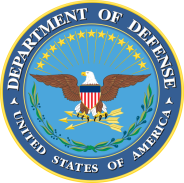 DEPARTMENT OF DEFENSE
UNITED STATES OF AMERICA